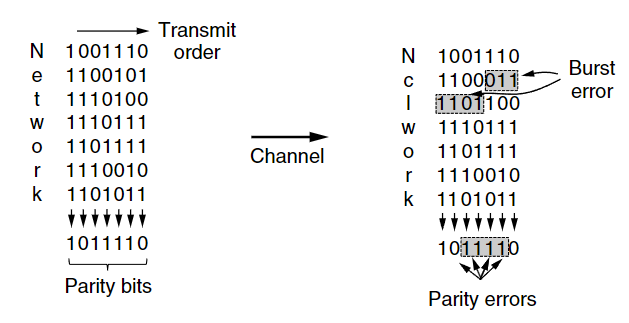 Transmit
order
N 1001110
e 1100101
t 1110100
w 1110111
o 1101111
r 1110010
k 1101011
1011110
Parity bits
Channel
N 1001110
c 1100011
l 1101100
w 1110111
o 1101111
r 1110010
k 1101011
1011110
Parity errors
Burst
error